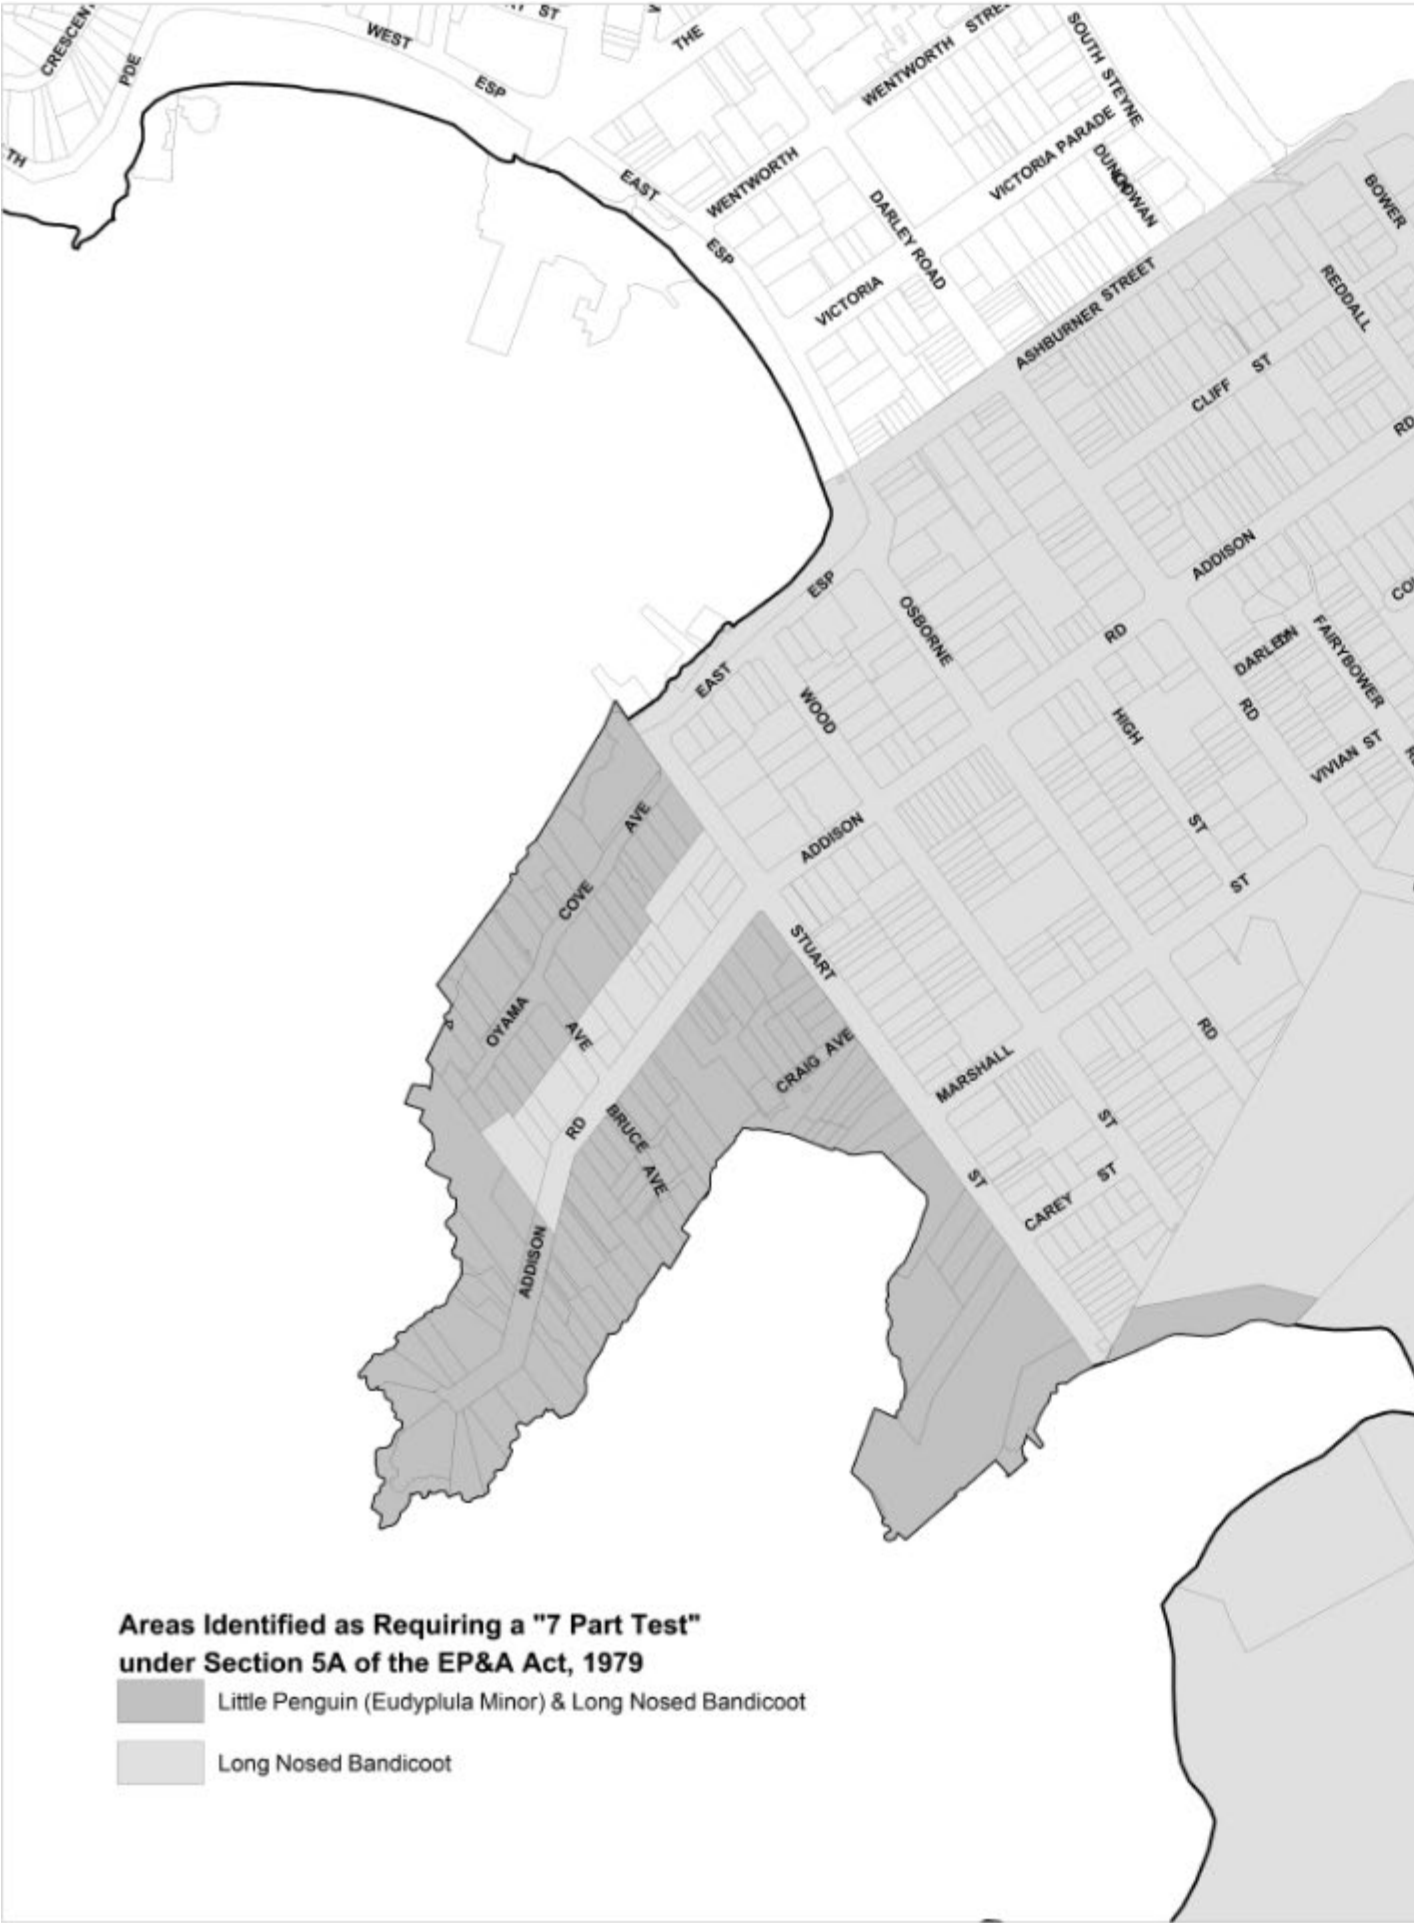 CRESCENT
PDE
WEST
ESP
ST
THE
WENTWORTH
SOUTH STEYNE
TH
EAST
ESP
WENTWORTH
VICTORIA PARADE
DARLEY ROAD
VICTORIA
BOWER
ASHBURNER STREET
REDDALL
CLIFF ST
RD
ADDISON
ESP
OSBORNE
RD
FAIRYBOWER
EAST
WOOD
HIGH
RD
VIVIAN ST
AVE
ADDISON
ST
COVE
ST
STUART
OYAMA
AVE
CRAIG AVE
RD
MARSHALL
RD
BRUCE AVE
ST
ST
CAREY ST
ADDISON
Areas Identified as Requiring a "7 Part Test"
under Section 5A of the EP&A Act, 1979
Little Penguin (Eudyplula Minor) & Long Nosed Bandicoot
Long Nosed Bandicoot